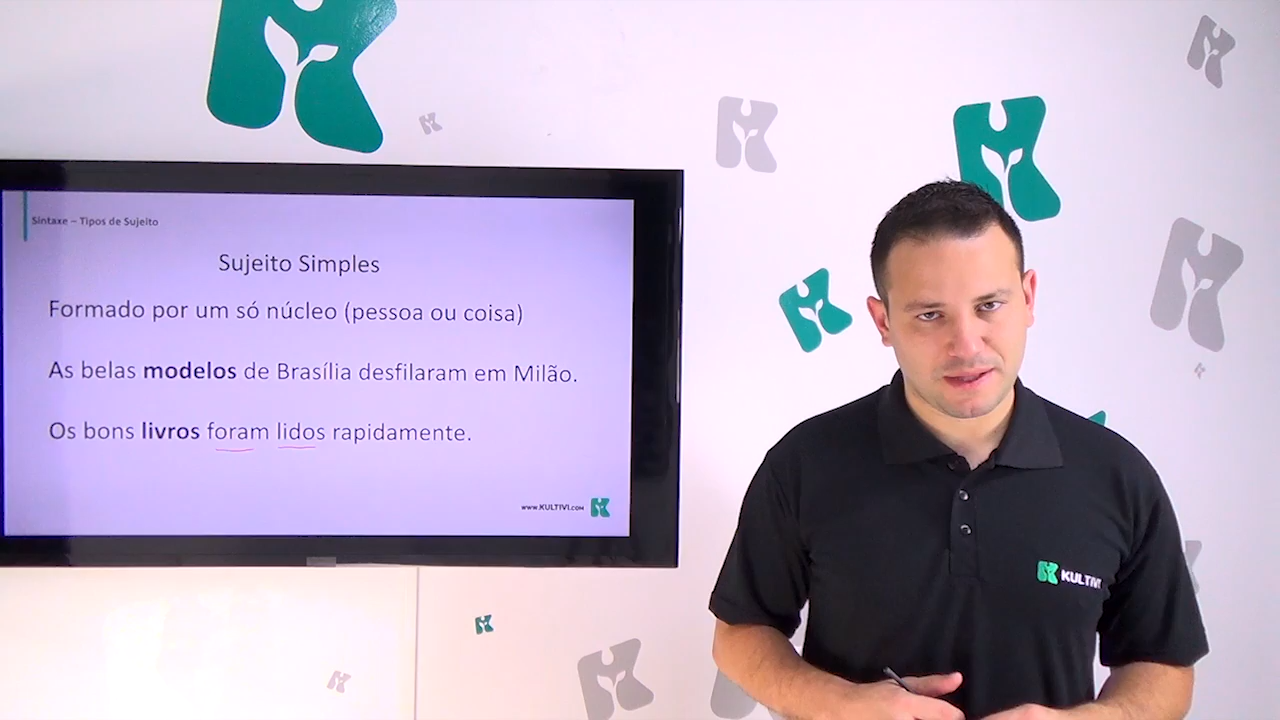 Sintaxe – Tipos de Sujeito
Sujeito Simples
Formado por um só núcleo (pessoa ou coisa)
As belas modelos de Brasília desfilaram em Milão.
Os bons livros foram lidos rapidamente.
www.KULTIVI.COM
KULTIVI